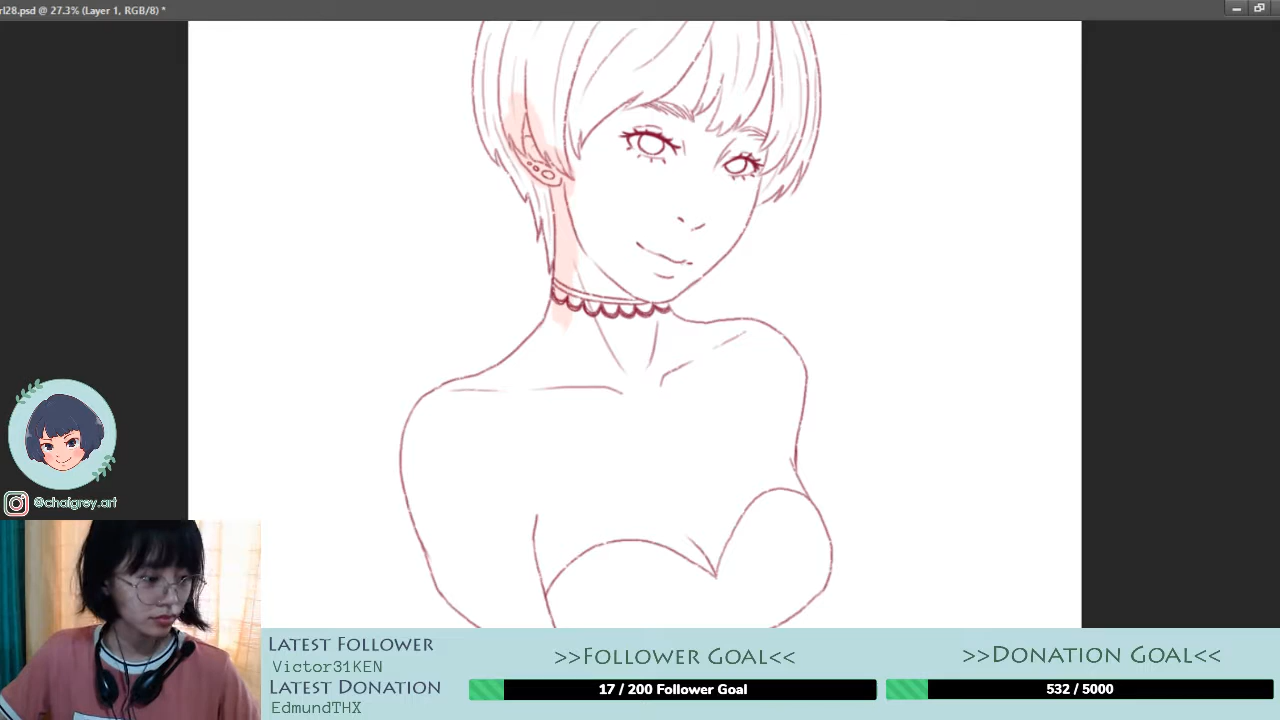 rl28.psd @ 27.3% (Layer 1, RGB/8) *
@chaigrey.art
LATEST FOLLOWER
Victor31KEN
LATEST DONATION
EdmundTHX
>>FOLLOWER GOAL<<
17 / 200 Follower Goal
>>DONATION GOAL<<
532 / 5000